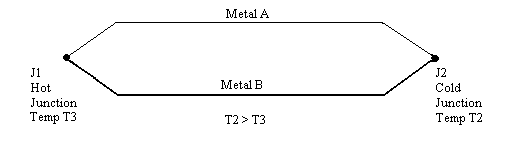 Metal A
J1
Hot
Junction
Temp T3
Metal B
T2 > T3
J2
Cold
Junction
Temp T2